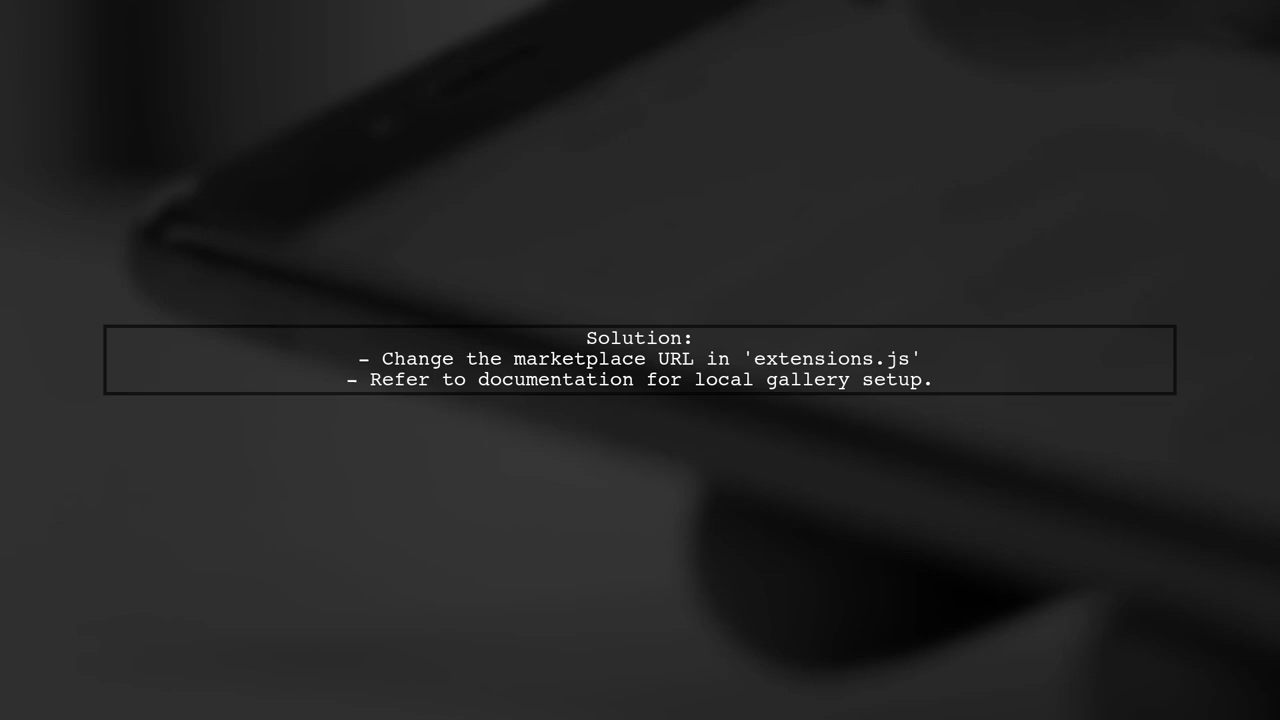 Solution:
- Change the marketplace URL in 'extensions.js'
- Refer to documentation for local gallery setup.